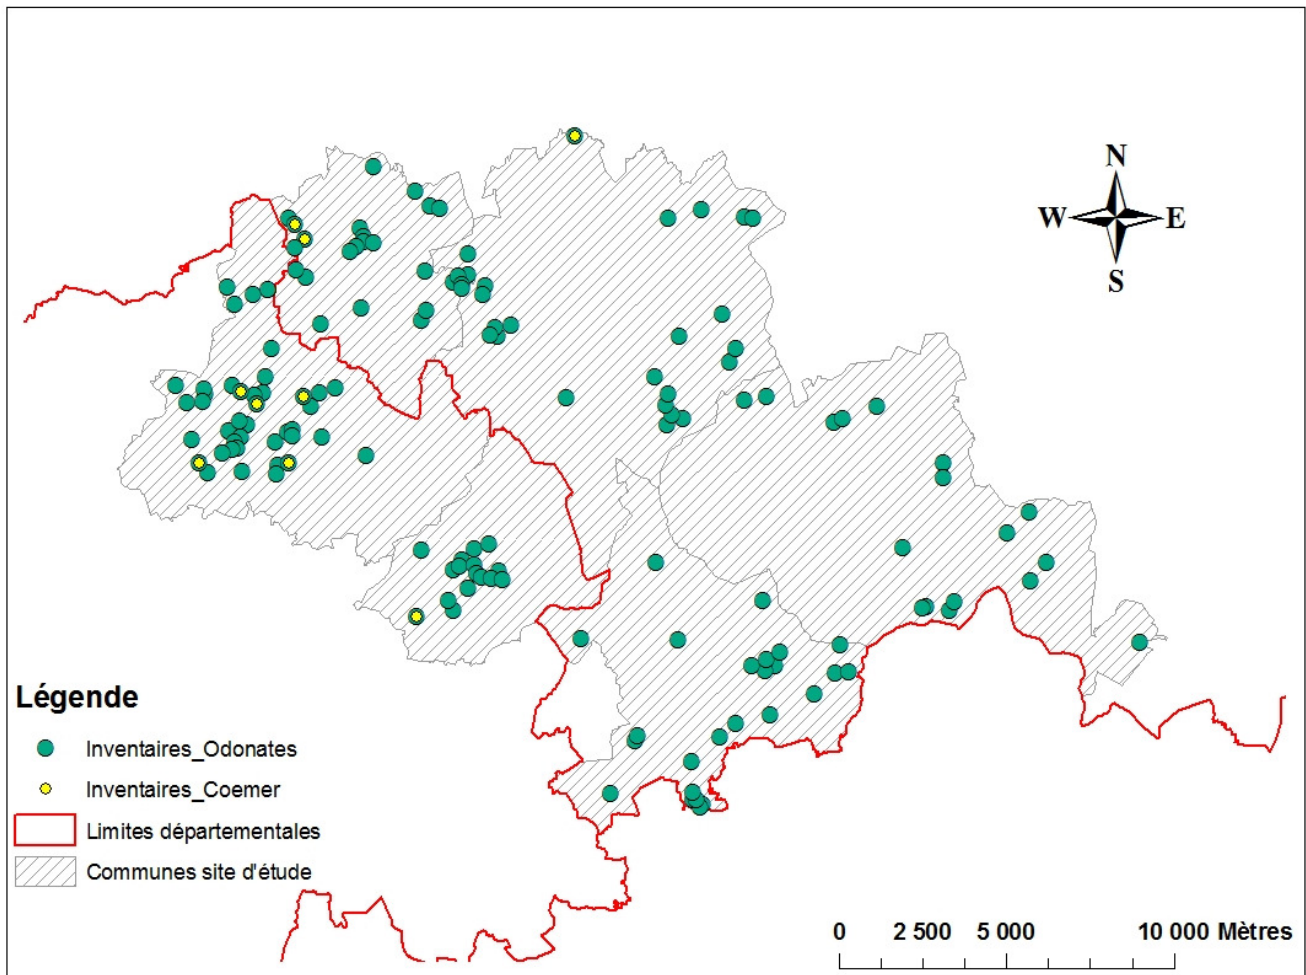 N
W E
S
Légende
Inventaires_Odonates
Inventaires_Coemer
Limites départementales
Communes site d'étude
0 2 500 5 000 10 000 Mètres